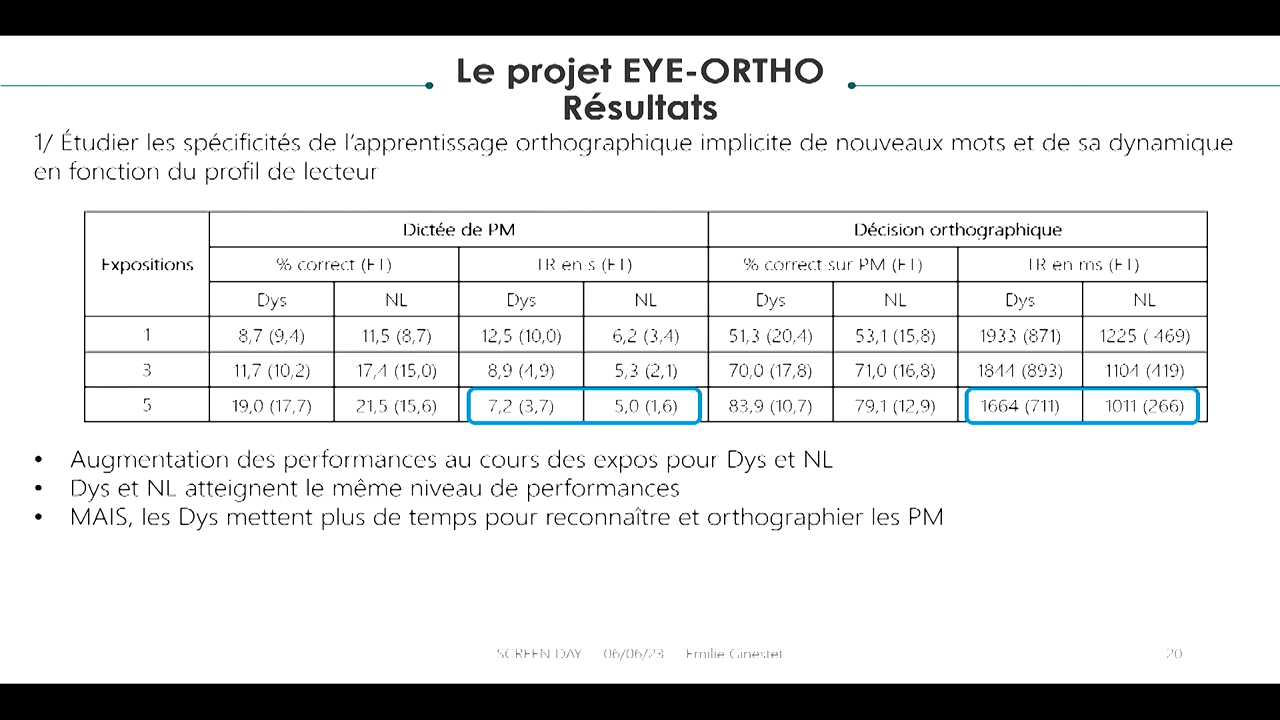 Le projet EYE-ORTHO
Résultats
1/ Étudier les spécificités de l'apprentissage orthographique implicite de nouveaux mots et de sa dynamique
en fonction du profil de lecteur
Expositions Dictée de PM Décision orthographique
% correct (ET) TR en s (ET) % correct sur PM (ET) TR en ms (ET)
Dys NL Dys NL Dys NL Dys NL
1 8,7 (9,4) 11,5 (8,7) 12,5 (10,0) 6,2 (3,4) 51,3 (20,4) 53,1 (15,8) 1933 (871) 1225 ( 469)
3 11,7 (10,2) 17,4 (15,0) 8,9 (4,9) 5,3 (2,1) 70,0 (17,8) 71,0 (16,8) 1844 (893) 1104 (419)
5 19,0 (17,7) 21,5 (15,6) 7,2 (3,7) 5,0 (1,6) 83,9 (10,7) 79,1 (12,9) 1664 (711) 1011 (266)
• Augmentation des performances au cours des expos pour Dys et NL
• Dys et NL atteignent le même niveau de performances
• MAIS, les Dys mettent plus de temps pour reconnaître et orthographier les PM
SCREEN DAY 06/06/23 Emilie Ginestet 20